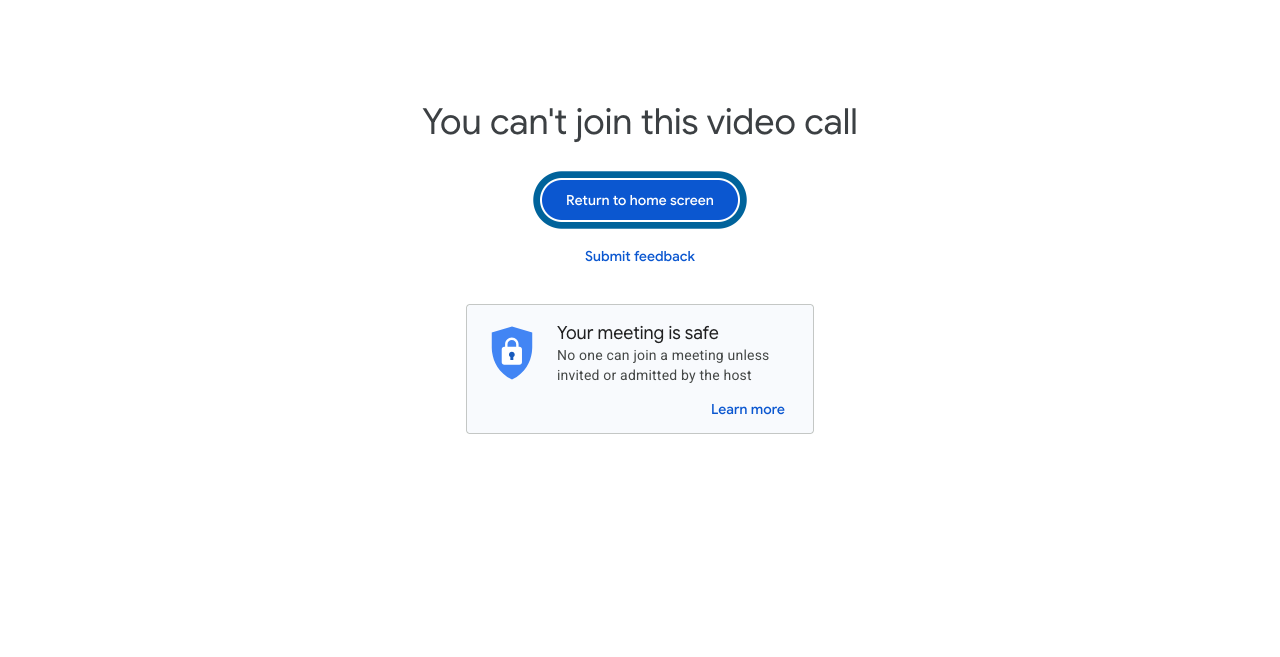 You can't join this video call
Return to home screen
Submit feedback
Your meeting is safe
No one can join a meeting unless
invited or admitted by the host
Learn more